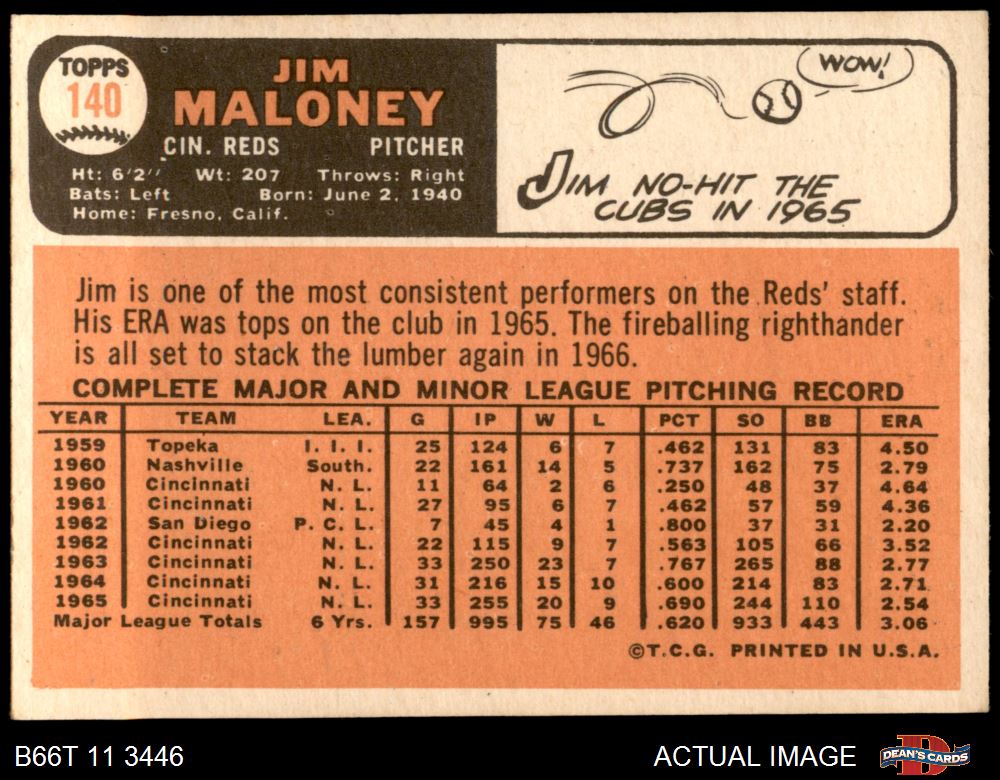 TOPPS
140
JIM
MALONEY
CIN. REDS PITCHER
Ht: 6'2" Wt: 207 Throws: Right
Bats: Left Born: June 2, 1940
Home: Fresno, Calif.
WOW!
JIM NO-HIT THE
CUBS IN 1965
Jim is one of the most consistent performers on the Reds' staff.
His ERA was tops on the club in 1965. The fireballing righthander
is all set to stack the lumber again in 1966.
COMPLETE MAJOR AND MINOR LEAGUE PITCHING RECORD
YEAR TEAM LEA. G IP W L PCT SO BB ERA
1959 Topeka I. I. I. 25 124 6 7 .462 131 83 4.50
1960 Nashville South. 22 161 14 5 .737 162 75 2.79
1960 Cincinnati N. L. 11 64 2 6 .250 48 37 4.64
1961 Cincinnati N. L. 27 95 6 7 .462 57 59 4.36
1962 San Diego P. C. L. 7 45 4 1 .800 37 31 2.20
1962 Cincinnati N. L. 22 115 9 7 .563 105 66 3.52
1963 Cincinnati N. L. 33 250 23 7 .767 265 88 2.77
1964 Cincinnati N. L. 31 216 15 10 .600 214 83 2.71
1965 Cincinnati N. L. 33 255 20 9 .690 244 110 2.54
Major League Totals 6 Yrs. 157 995 75 46 .620 933 443 3.06
©T.C.G. PRINTED IN U.S.A.
B66T 11 3446 ACTUAL IMAGE DEAN'S CARDS